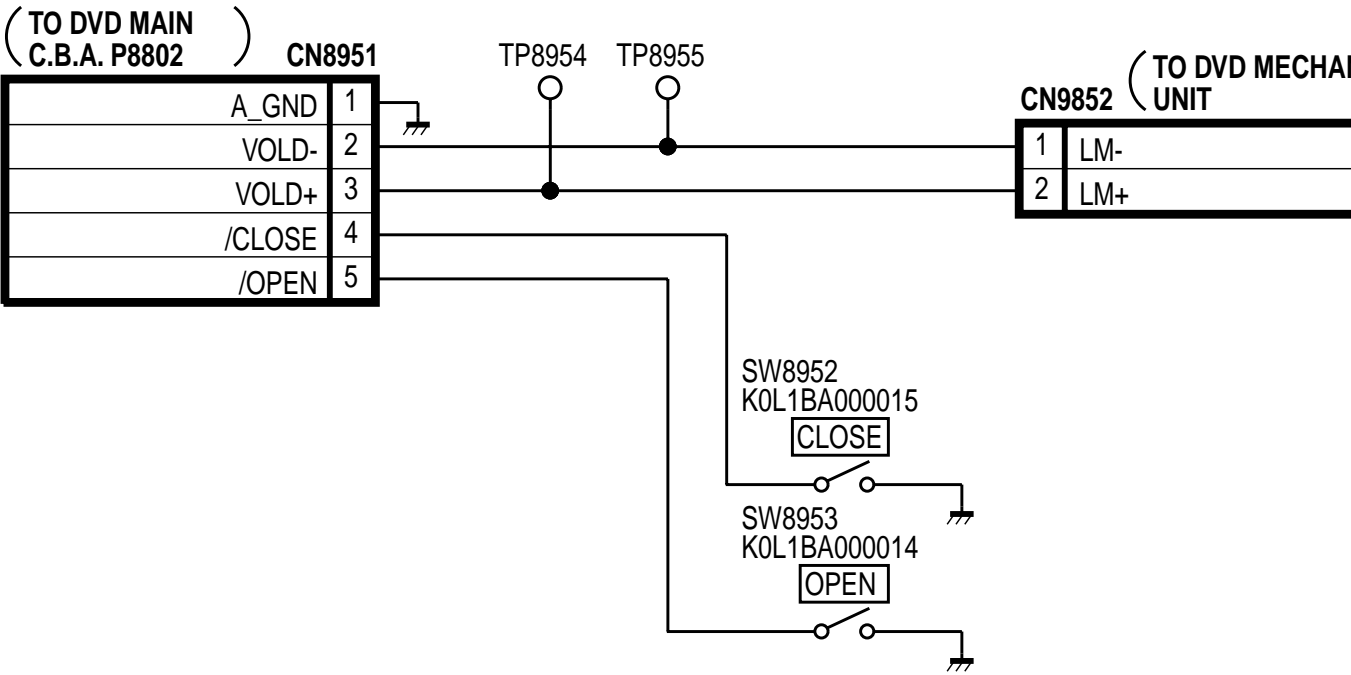 TO DVD MAIN
C.B.A. P8802
CN8951
A_GND 1
VOLD- 2
VOLD+ 3
/CLOSE 4
/OPEN 5
TP8954 TP8955
CN9852
TO DVD
UNIT
1 LM-
2 LM+
SW8952
K0L1BA000015
CLOSE
SW8953
K0L1BA000014
OPEN